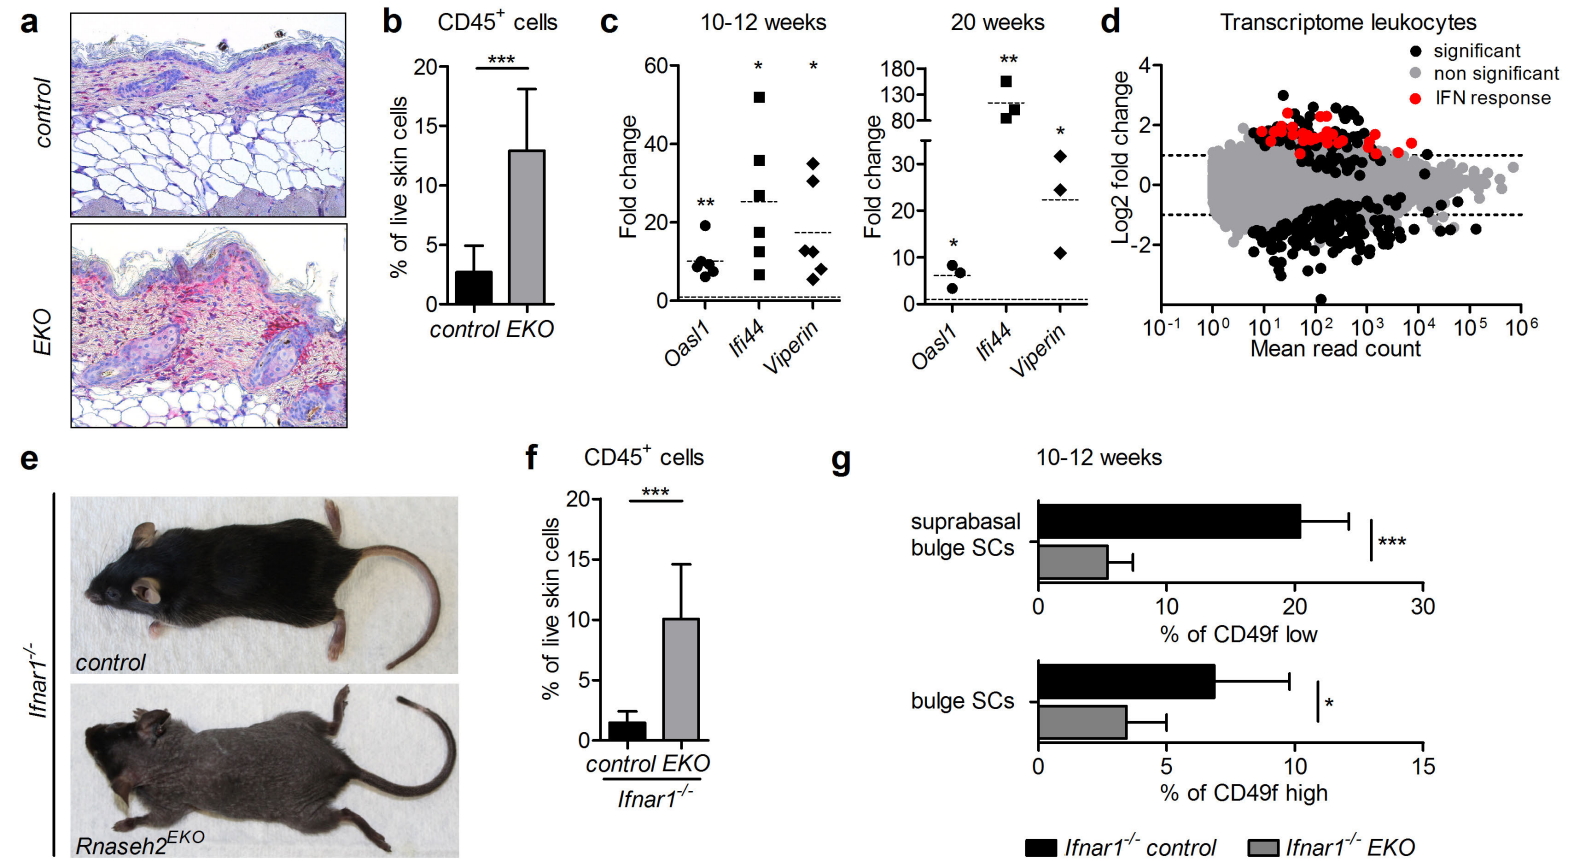 a
control
EKO
b
CD45+ cells
***
% of live skin cells
20
15
10
5
0
control EKO
c
10-12 weeks
Fold change
60
40
20
0
**
*
*
Oasl1
Ifi44
Viperin
20 weeks
Fold change
180
130
80
30
20
10
0
*
**
*
Oasl1
Ifi44
Viperin
d
Transcriptome leukocytes
significant
non significant
IFN response
Log2 fold change
4
2
0
-2
10-1 100 101 102 103 104 105 106
Mean read count
e
Ifnar1-/-
control
Rnaseh2EKO
f
CD45+ cells
***
% of live skin cells
20
15
10
5
0
control EKO
Ifnar1-/-
g
10-12 weeks
suprabasal
bulge SCs
***
0 10 20 30
% of CD49f low
bulge SCs
*
0 5 10 15
% of CD49f high
Ifnar1-/- control
Ifnar1-/- EKO